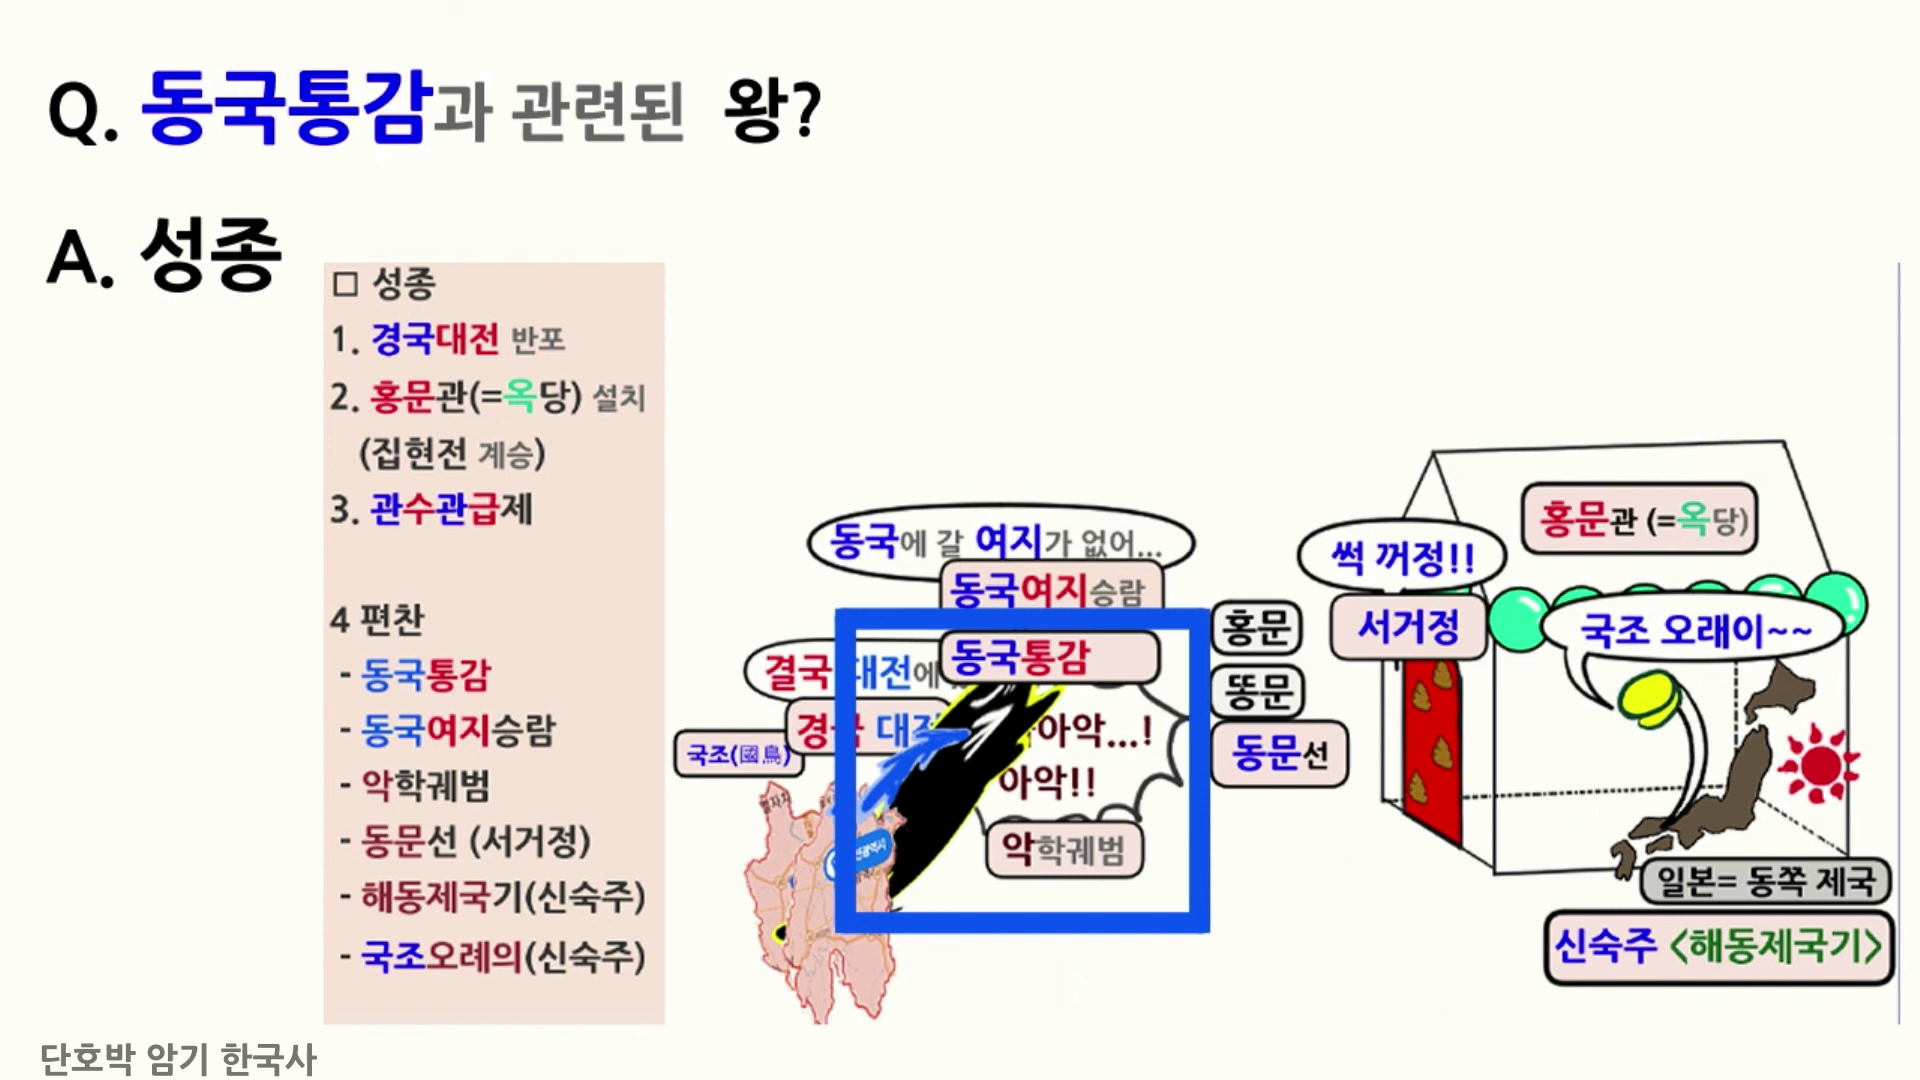 Q. 동국통감과 관련된 왕?
A. 성종
□ 성종
1. 경국대전 반포
2. 홍문관(=옥당) 설치
(집현전 계승)
3. 관수관급제
4 편찬
- 동국통감
- 동국여지승람
- 악학궤범
- 동문선 (서거정)
- 해동제국기(신숙주)
- 국조오례의(신숙주)
동국에 갈 여지가 없어...
동국여지승람
동국통감
결국 대전에
경국 대전
국조(國鳥)
아악...!
아악!!
악학궤범
홍문
똥문
동문선
썩 꺼정!!
서거정
홍문관 (=옥당)
국조 오래이~~
일본= 동쪽 제국
신숙주 <해동제국기>
단호박 암기 한국사